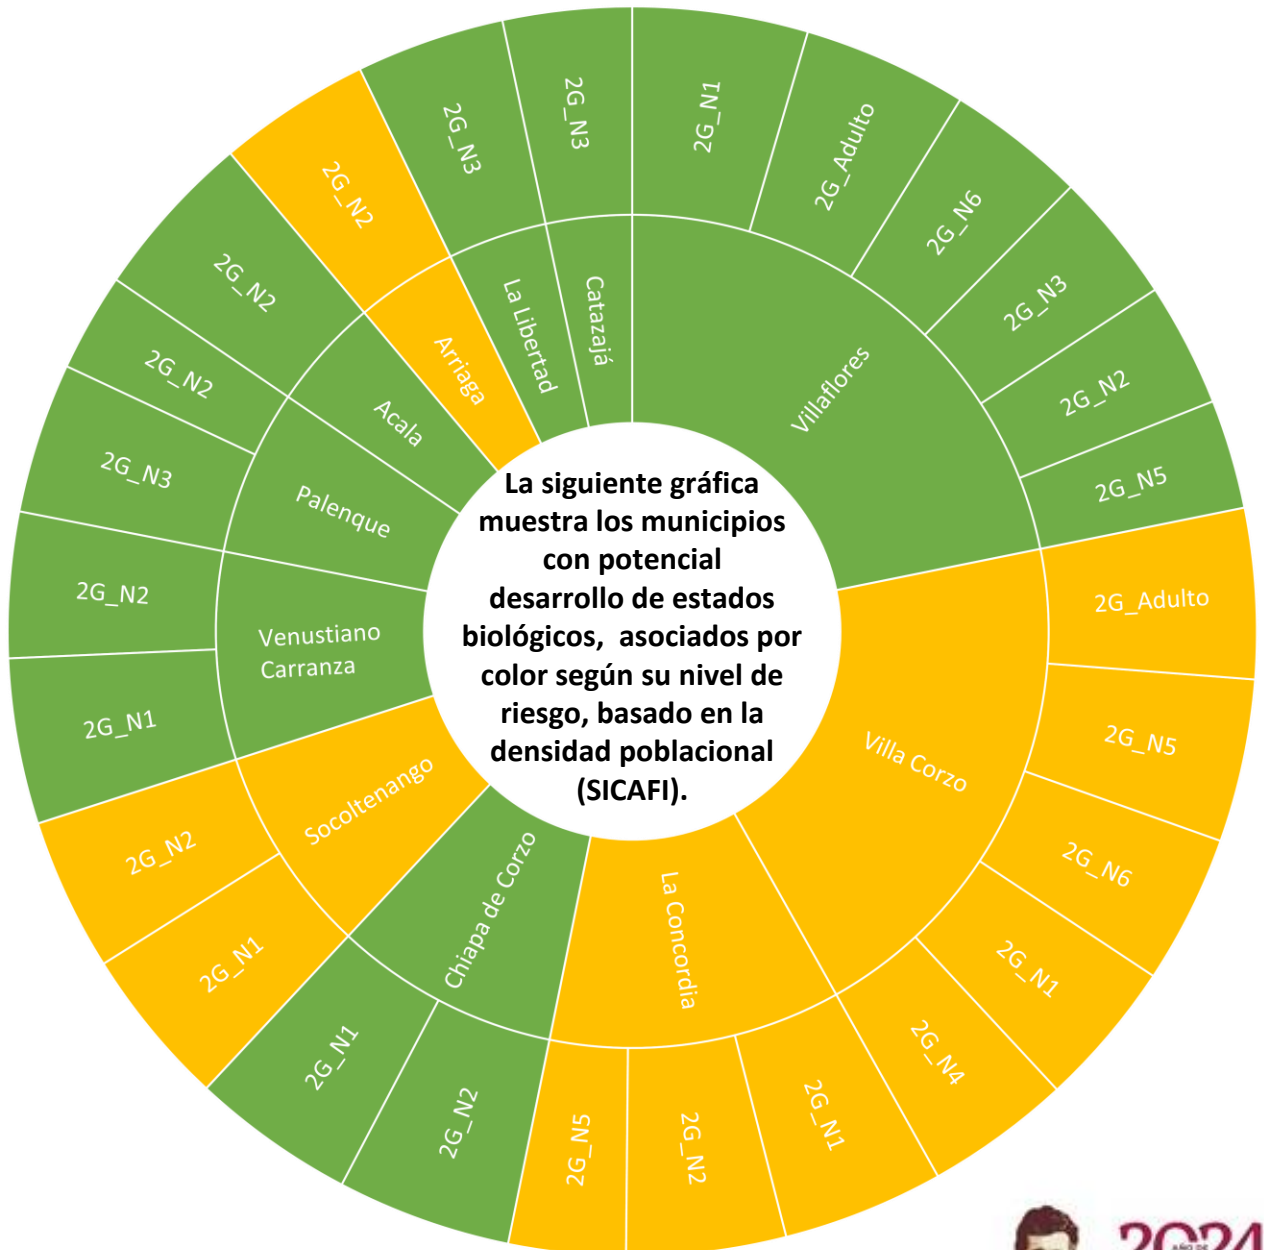 La siguiente gráfica
muestra los municipios
con potencial
desarrollo de estados
biológicos, asociados por
color según su nivel de
riesgo, basado en la
densidad poblacional
(SICAFI).
Villaflores
2G_N1
2G_Adulto
2G_N6
2G_N3
2G_N2
2G_N5
Villa Corzo
2G_Adulto
2G_N5
2G_N6
2G_N1
2G_N4
La Concordia
2G_N1
2G_N2
2G_N5
Chiapa de Corzo
2G_N2
2G_N1
Socoltenango
2G_N1
2G_N2
Venustiano
Carranza
2G_N1
2G_N2
Palenque
2G_N3
2G_N2
Acala
2G_N2
Arriaga
2G_N2
La Libertad
2G_N3
Catazajá
2G_N3
2024
AÑO DE